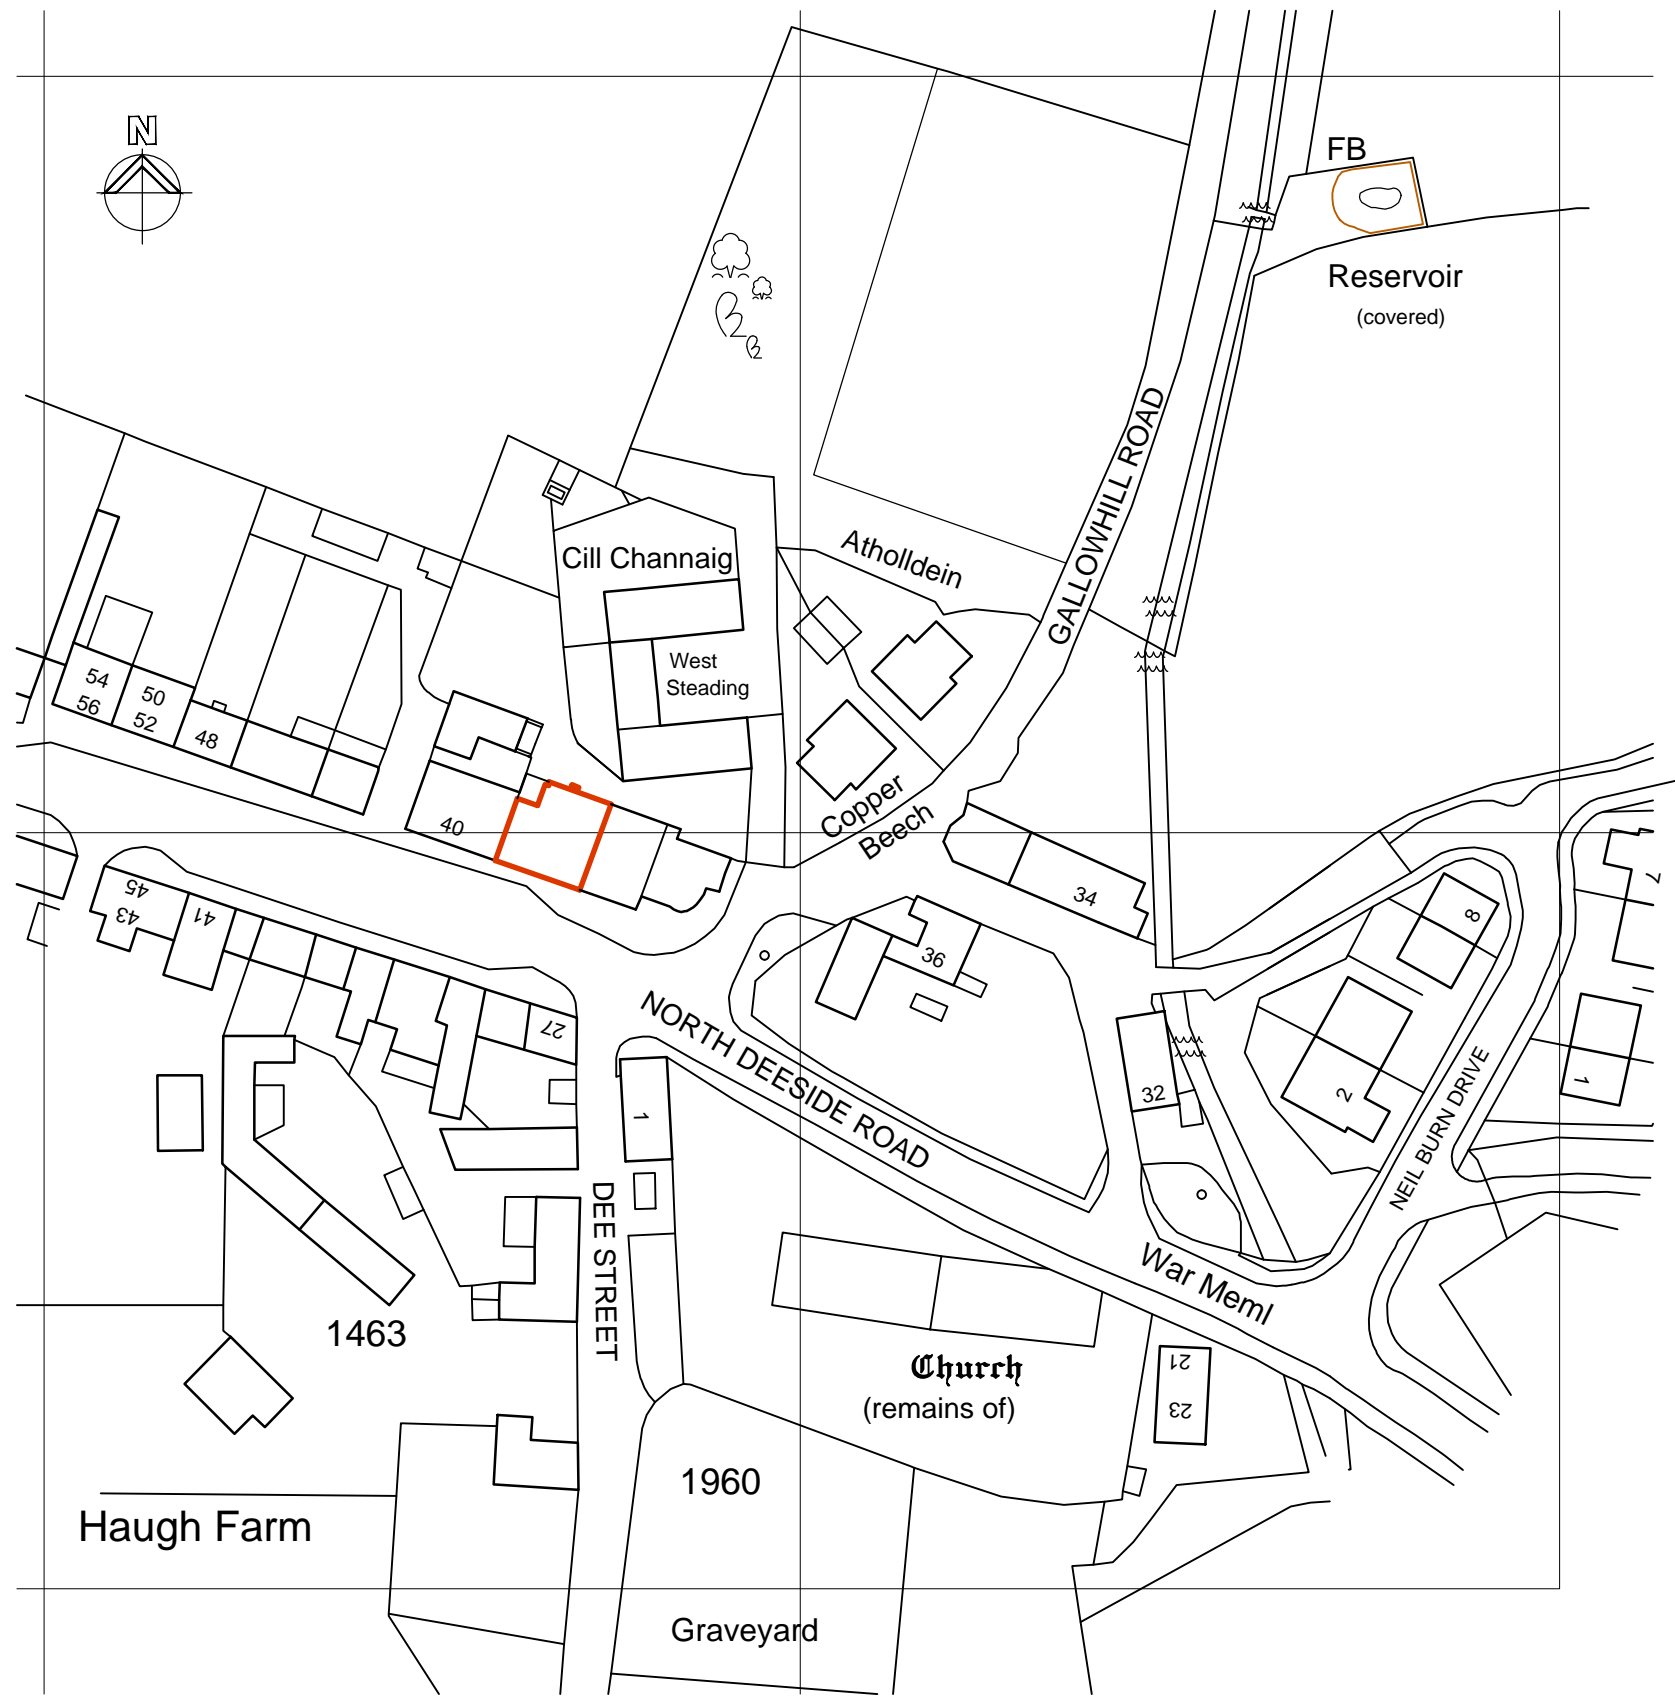 N
FB
Reservoir
(covered)
GALLOWHILL ROAD
Atholldein
Cill Channaig
West
Steading
54
56
50
52
48
40
Copper
Beech
34
36
45
43
41
27
NORTH DEESIDE ROAD
8
7
2
1
32
NEIL BURN DRIVE
1
DEE STREET
War Meml
1463
Church
(remains of)
21
23
1960
Haugh Farm
Graveyard